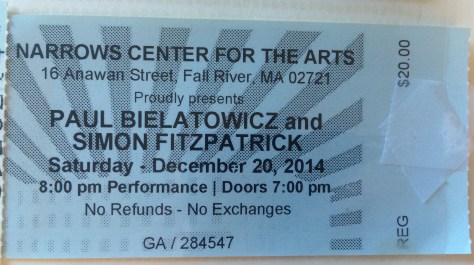 NARROWS CENTER FOR THE ARTS
16 Anawan Street, Fall River, MA 02721
Proudly presents
PAUL BIELATOWICZ and
SIMON FITZPATRICK
Saturday - December 20, 2014
8:00 pm Performance | Doors 7:00 pm
No Refunds - No Exchanges
GA / 284547
$20.00
REG